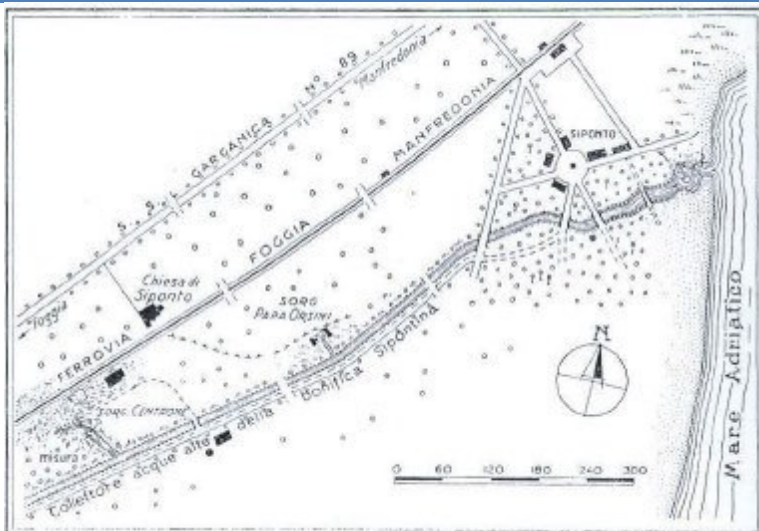 S. S. GARGANICA Nº 89
Manfredonia
Foggia
FERROVIA FOGGIA MANFREDONIA
SIPONTO
Chiesa di
Siponto
SORG
PAPA ORSINI
SORG. CENTRONE
misura
Collettore acque alte della Bonifica Sipontina
N
Mare Adriatico
0 60 120 180 240 300